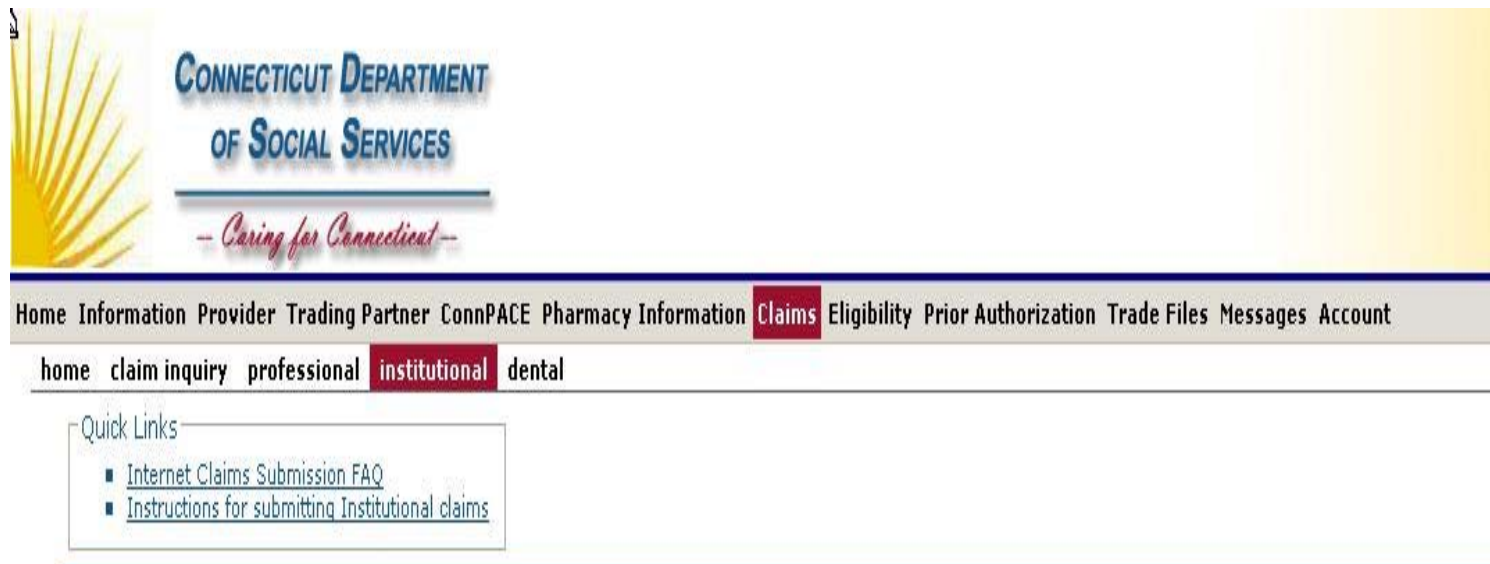 CONNECTICUT DEPARTMENT
OF SOCIAL SERVICES
– Caring for Connecticut –
Home Information Provider Trading Partner ConnPACE Pharmacy Information Claims Eligibility Prior Authorization Trade Files Messages Account
home claim inquiry professional institutional dental
Quick Links
Internet Claims Submission FAQ
Instructions for submitting Institutional claims